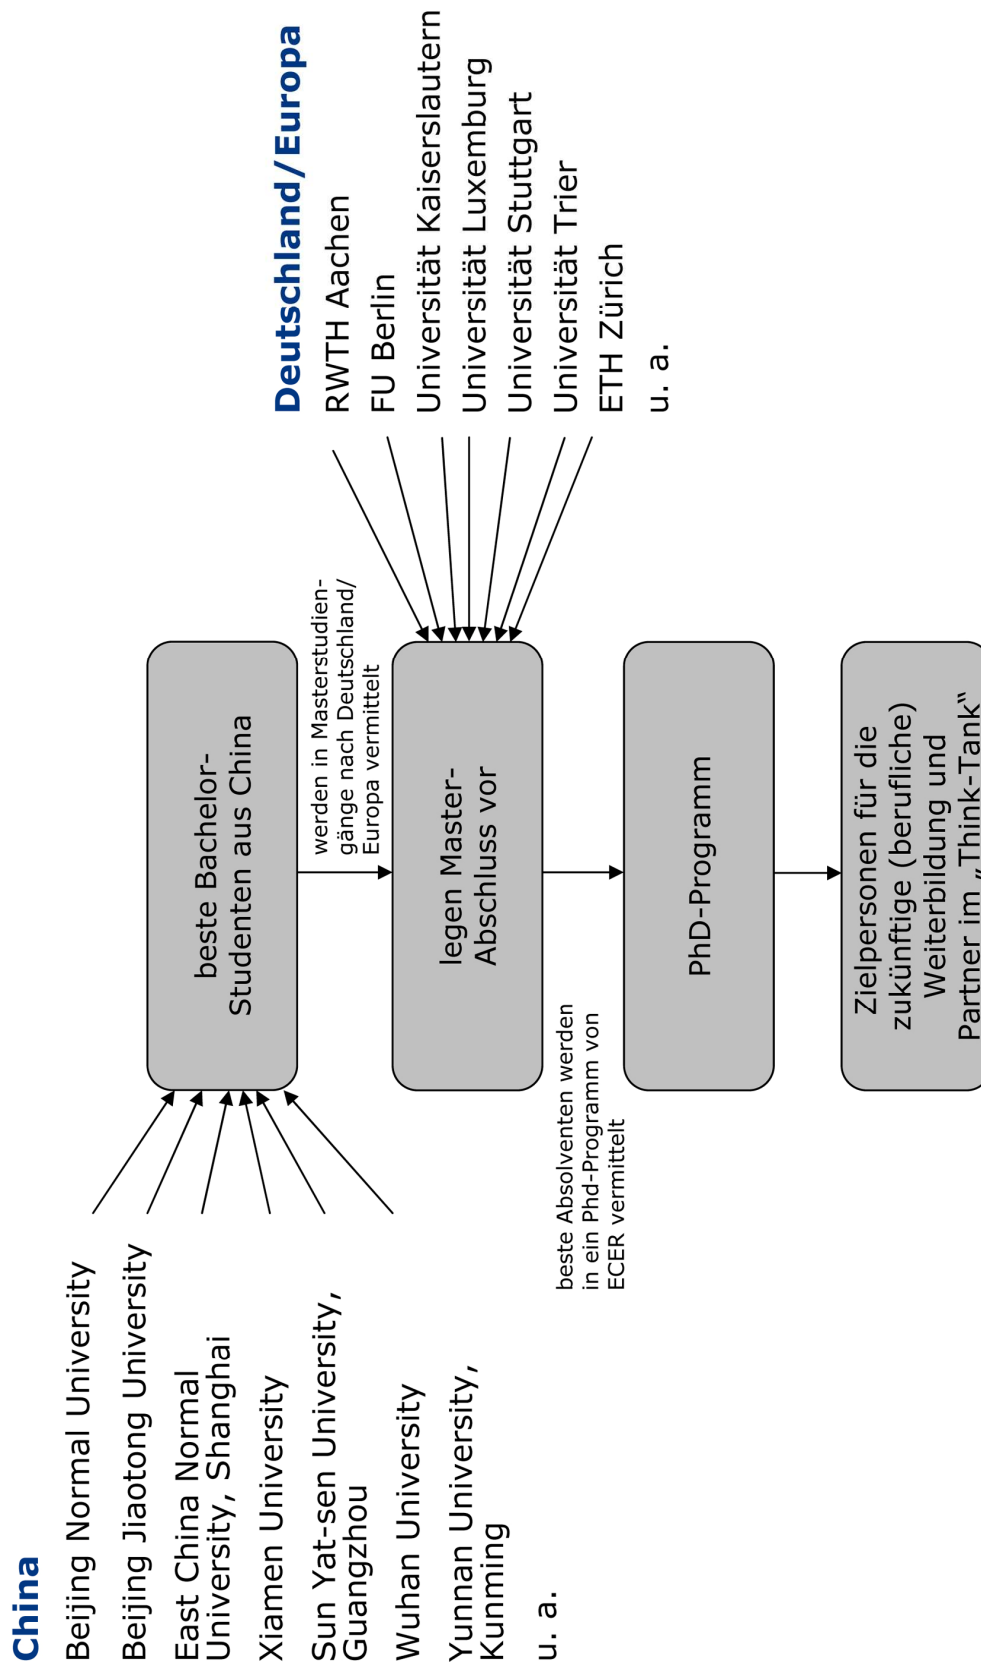 China
Beijing Normal University
Beijing Jiaotong University
East China Normal
University, Shanghai
Xiamen University
Sun Yat-sen University,
Guangzhou
Wuhan University
Yunnan University,
Kunming
u. a.
beste Bachelor-
Studenten aus China
werden in Masterstudien-
gänge nach Deutschland/
Europa vermittelt
legen Master-
Abschluss vor
beste Absolventen werden
in ein Phd-Programm von
ECER vermittelt
PhD-Programm
Zielpersonen für die
zukünftige (berufliche)
Weiterbildung und
Partner im „Think-Tank“
Deutschland/Europa
RWTH Aachen
FU Berlin
Universität Kaiserslautern
Universität Luxemburg
Universität Stuttgart
Universität Trier
ETH Zürich
u. a.